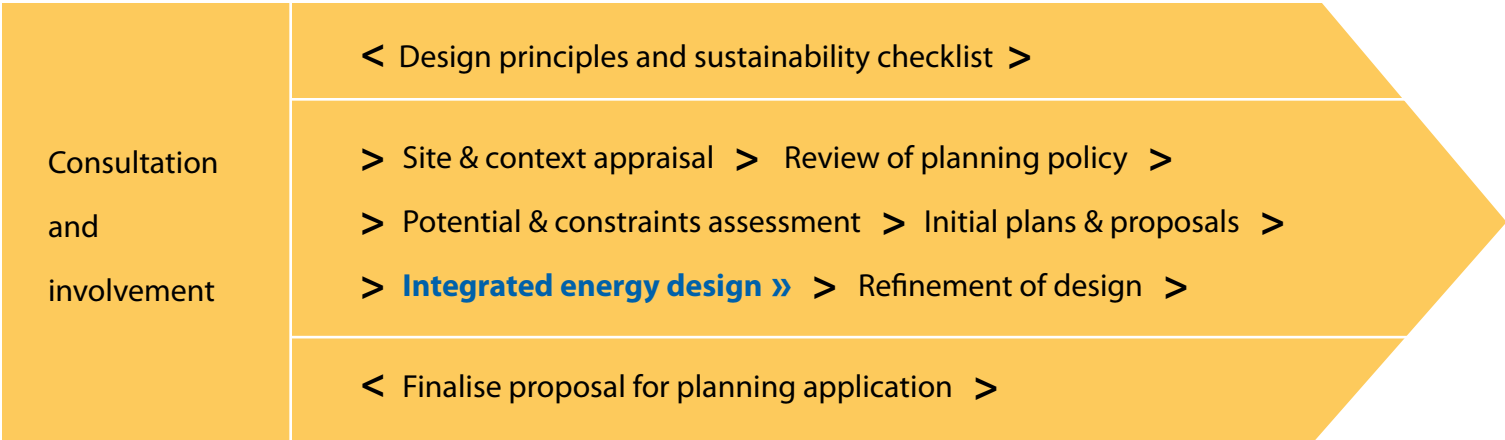 Consultation
and
involvement
< Design principles and sustainability checklist >
> Site & context appraisal > Review of planning policy >
> Potential & constraints assessment > Initial plans & proposals >
> Integrated energy design » > Refinement of design >
< Finalise proposal for planning application >